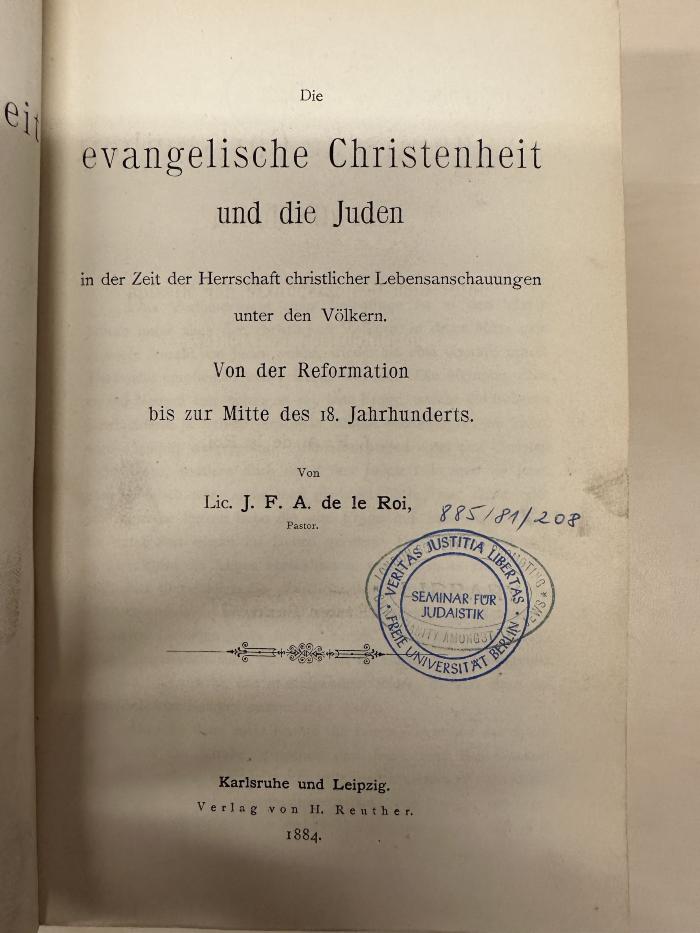 eit
Die
evangelische Christenheit
und die Juden
in der Zeit der Herrschaft christlicher Lebensanschauungen
unter den Völkern.
Von der Reformation
bis zur Mitte des 18. Jahrhunderts.
Von
Lic. J. F. A. de le Roi,
Pastor.
885/81/208
VERITAS JUSTITIA LIBERTAS
SEMINAR FÜR
JUDAISTIK
FREIE UNIVERSITÄT BERLIN
AMONGST
Karlsruhe und Leipzig.
Verlag von H. Reuther.
1884.